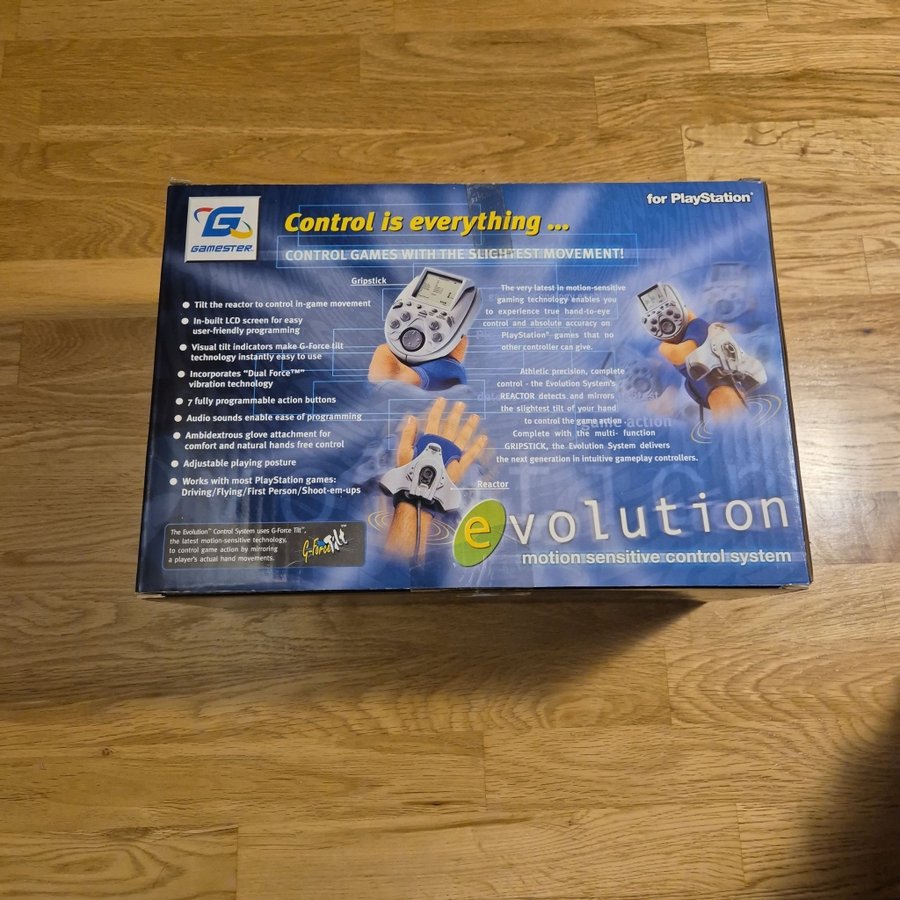 G
GAMESTER
for PlayStation®
Control is everything ...
CONTROL GAMES WITH THE SLIGHTEST MOVEMENT!
Gripstick
Tilt the reactor to control in-game movement
In-built LCD screen for easy
user-friendly programming
Visual tilt indicators make G-Force tilt
technology instantly easy to use
Incorporates "Dual Force™"
vibration technology
7 fully programmable action buttons
Audio sounds enable ease of programming
Ambidextrous glove attachment for
comfort and natural hands free control
Adjustable playing posture
Works with most PlayStation games:
Driving/Flying/First Person/Shoot-em-ups
The very latest in motion-sensitive
gaming technology enables you
to experience true hand-to-eye
control and absolute accuracy on
PlayStation® games that no
other controller can give.
Athletic precision, complete
control - the Evolution System's
REACTOR detects and mirrors
the slightest tilt of your hand
to control the game action.
Complete with the multi- function
GRIPSTICK, the Evolution System delivers
the next generation in intuitive gameplay controllers.
game action
Reactor
The Evolution™ Control System uses G-Force Tilt™,
the latest motion-sensitive technology,
to control game action by mirroring
a player's actual hand movements.
G-Force Tilt™
evolution
motion sensitive control system